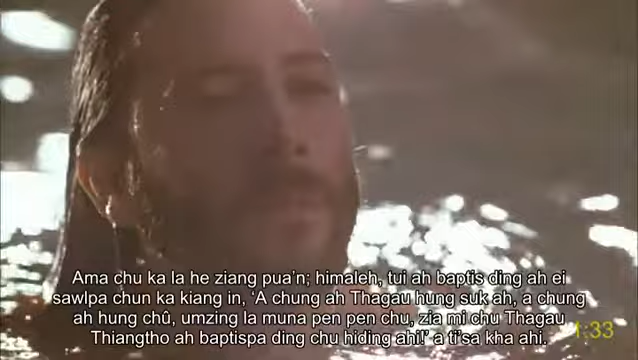 Ama chu ka la he ziang pua'n; himaleh, tui ah baptis ding ah ei
sawlpa chun ka kiang in, 'A chung ah Thagau hung suk ah, a chung
ah hung chû, umzing la muna pen pen chu, zia mi chu Thagau
Thiangtho ah baptispa ding chu hiding ahi!' a ti'sa kha ahi.
1:33